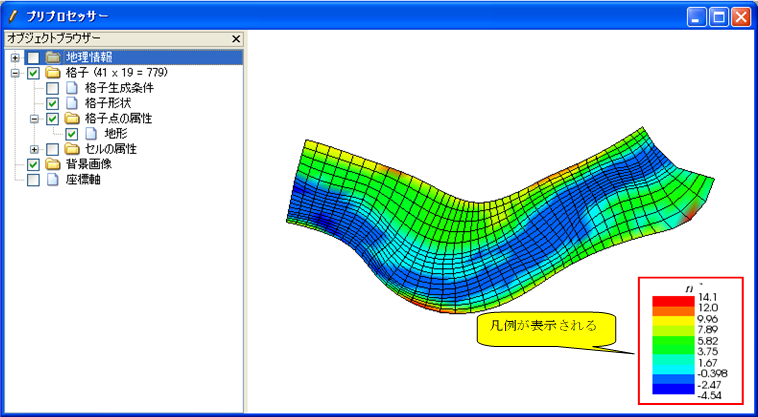 プリプロセッサー
オブジェクトブラウザー
地理情報
格子 (41 x 19 = 779)
格子生成条件
格子形状
格子点の属性
地形
セルの属性
背景画像
座標軸
凡例が表示される
14.1
12.0
9.96
7.89
5.82
3.75
1.67
-0.398
-2.47
-4.54